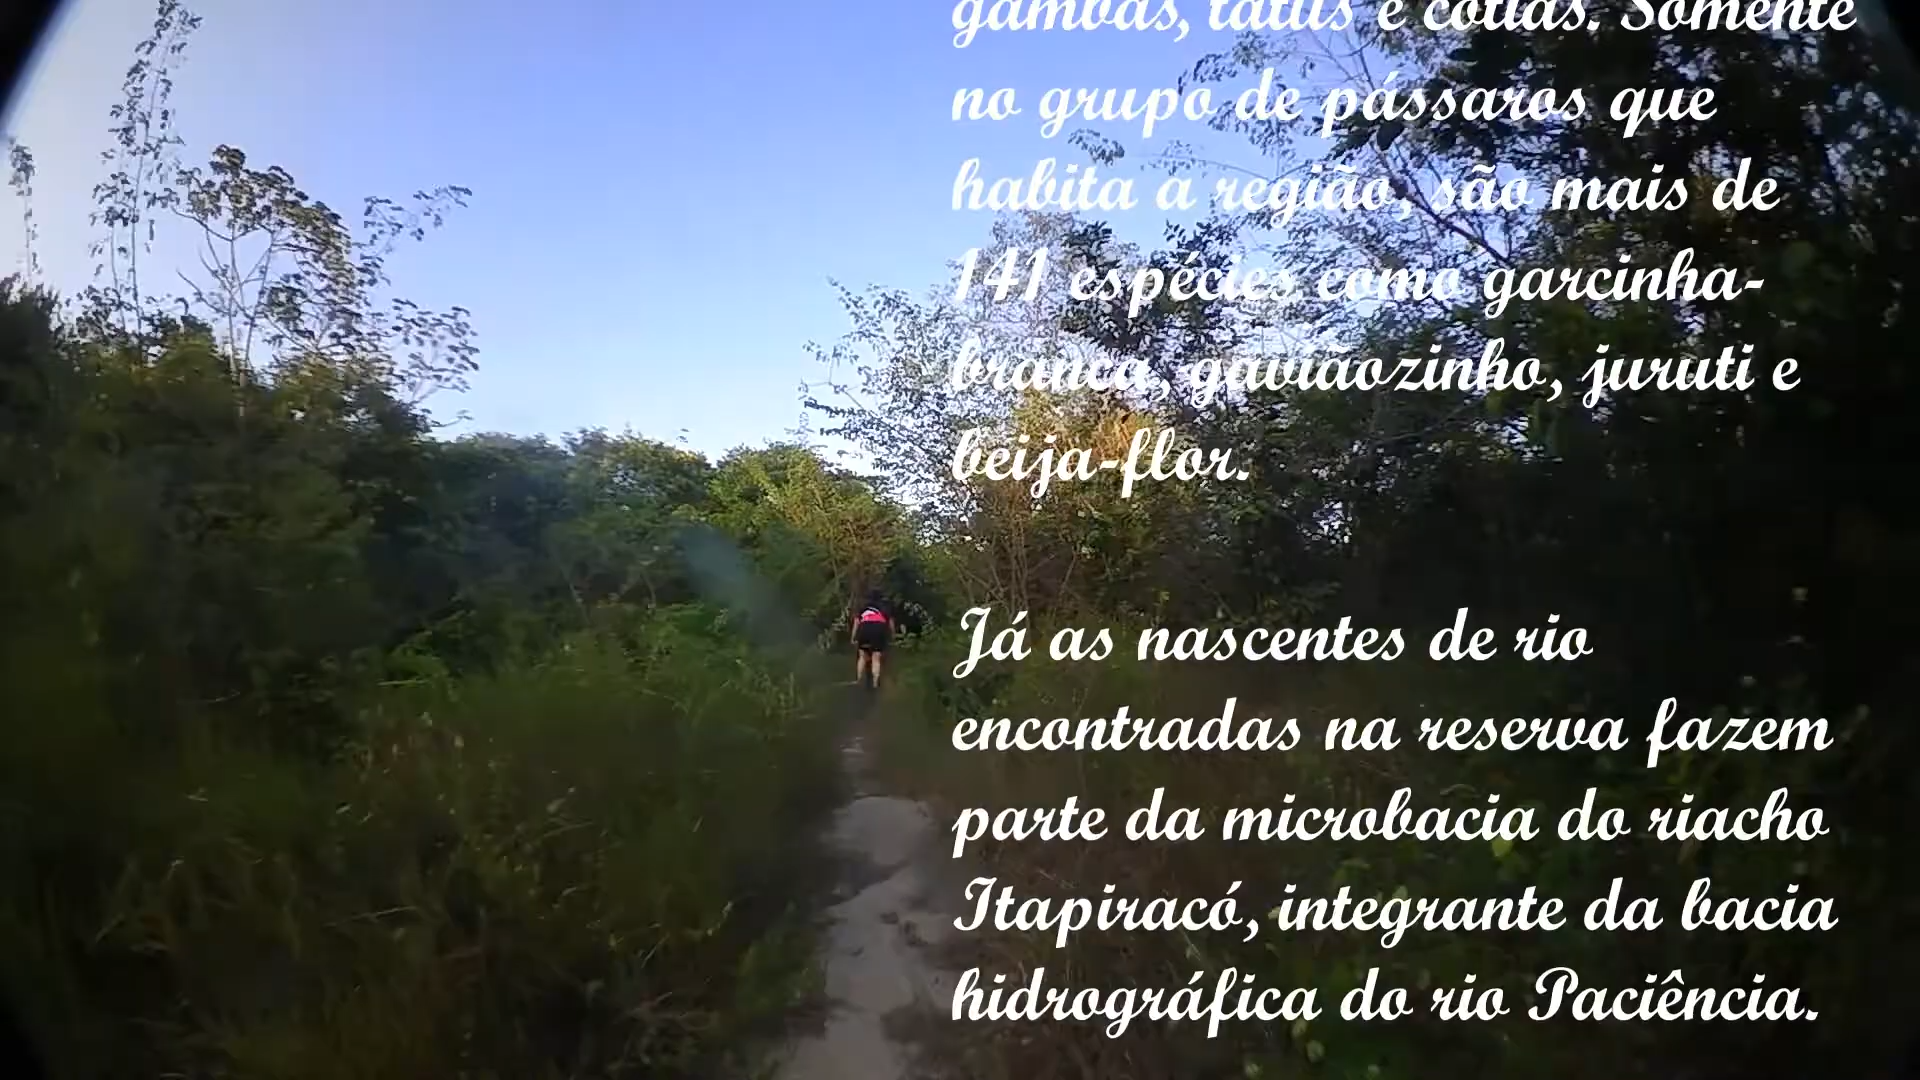 gambás, tatus e cotias. Somente
no grupo de pássaros que
habita a região, são mais de
141 espécies como garcinha-
branca, gaviãozinho, juruti e
beija-flor.
Já as nascentes de rio
encontradas na reserva fazem
parte da microbacia do riacho
Itapiracó, integrante da bacia
hidrográfica do rio Paciência.